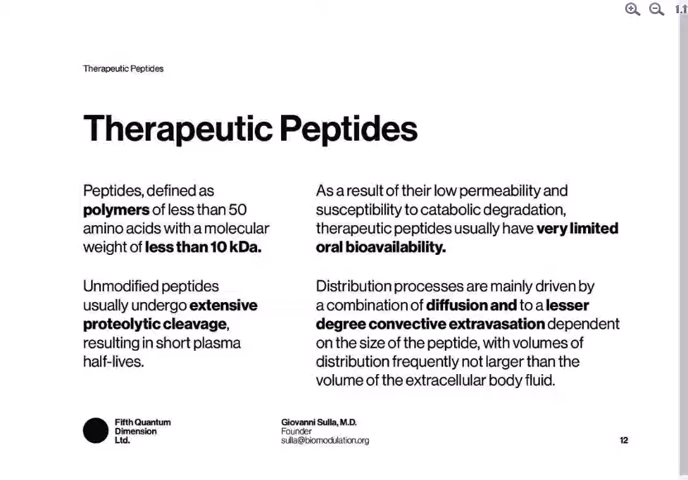 Therapeutic Peptides
Therapeutic Peptides
Peptides, defined as
polymers of less than 50
amino acids with a molecular
weight of less than 10 kDa.
Unmodified peptides
usually undergo extensive
proteolytic cleavage,
resulting in short plasma
half-lives.
As a result of their low permeability and
susceptibility to catabolic degradation,
therapeutic peptides usually have very limited
oral bioavailability.
Distribution processes are mainly driven by
a combination of diffusion and to a lesser
degree convective extravasation dependent
on the size of the peptide, with volumes of
distribution frequently not larger than the
volume of the extracellular body fluid.
Fifth Quantum
Dimension
Ltd.
Giovanni Sulla, M.D.
Founder
sulla@biomodulation.org
12